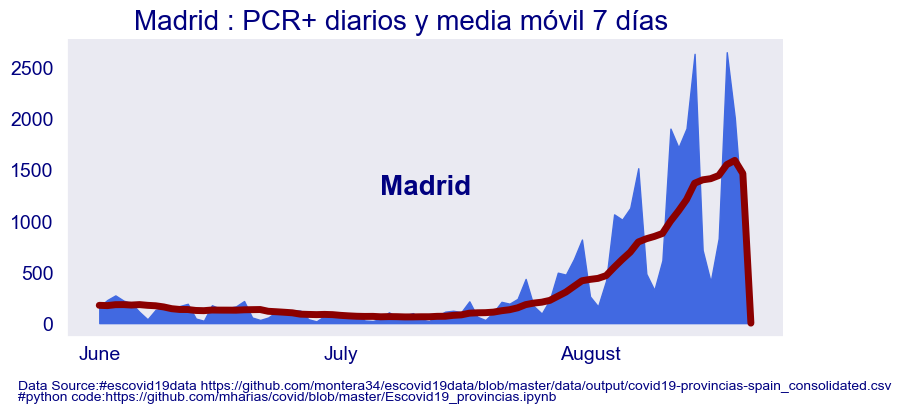 Madrid : PCR+ diarios y media móvil 7 días
2500
2000
1500
Madrid
1000
500
0
June July August
Data Source:#escovid19data https://github.com/montera34/escovid19data/blob/master/data/output/covid19-provincias-spain_consolidated.csv
#python code:https://github.com/mharias/covid/blob/master/Escovid19_provincias.ipynb